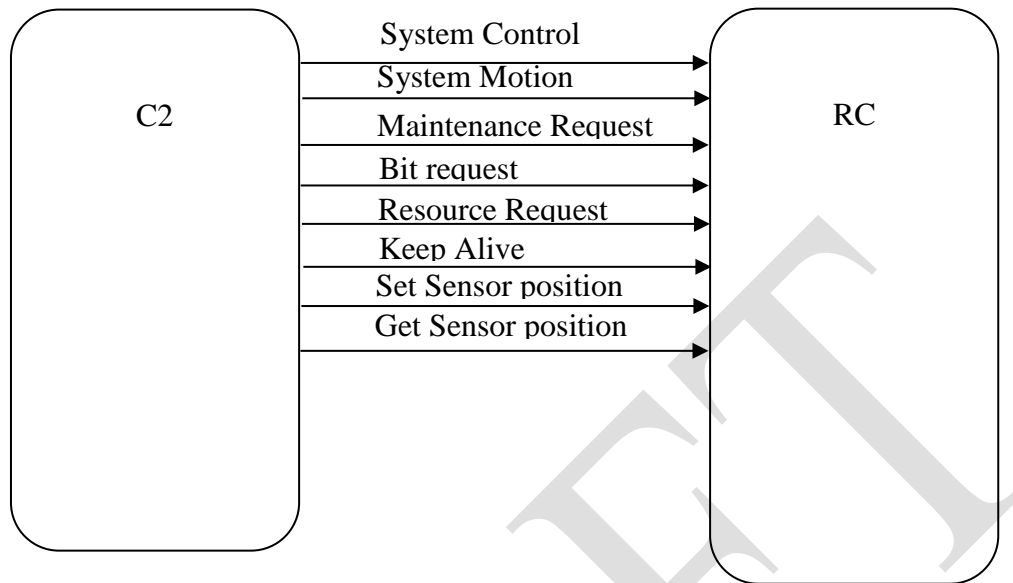 System Control
System Motion
C2
RC
Maintenance Request
Bit request
Resource Request
Keep Alive
Set Sensor position
Get Sensor position
FT